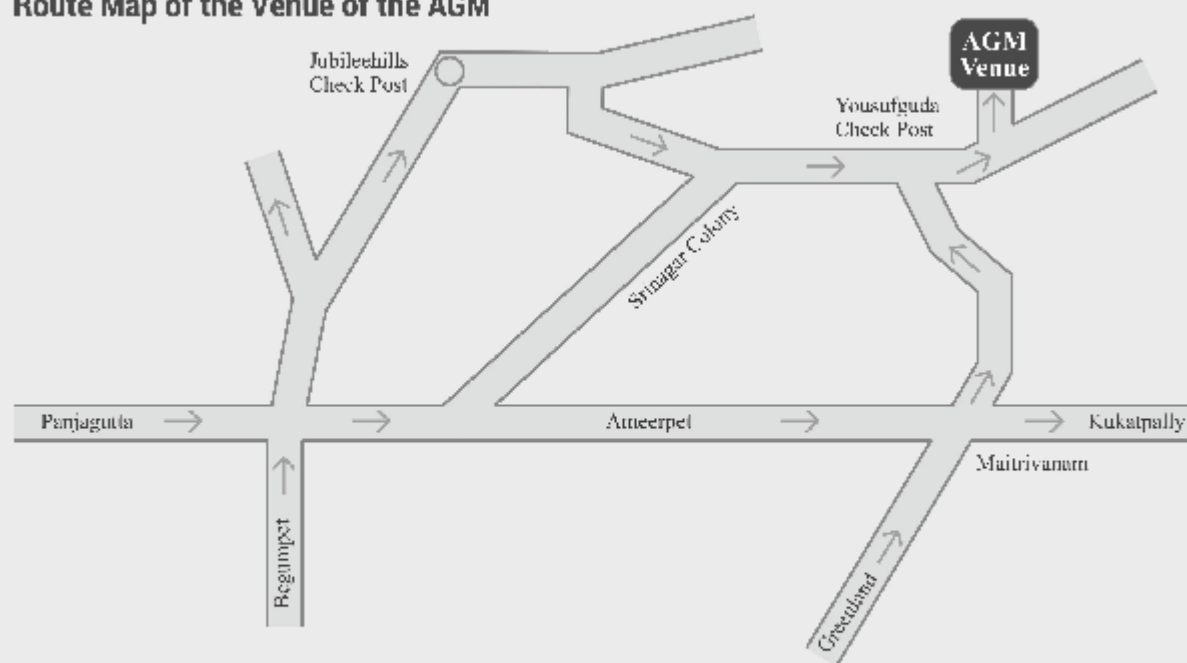 Route Map of the Venue of the AGM
Jubileehills
Check Post
AGM
Venue
Yousufguda
Check Post
Srinagar Colony
Panjagutta
Ameerpet
Kukatpally
Maitrivanam
Begumpet
Greenland